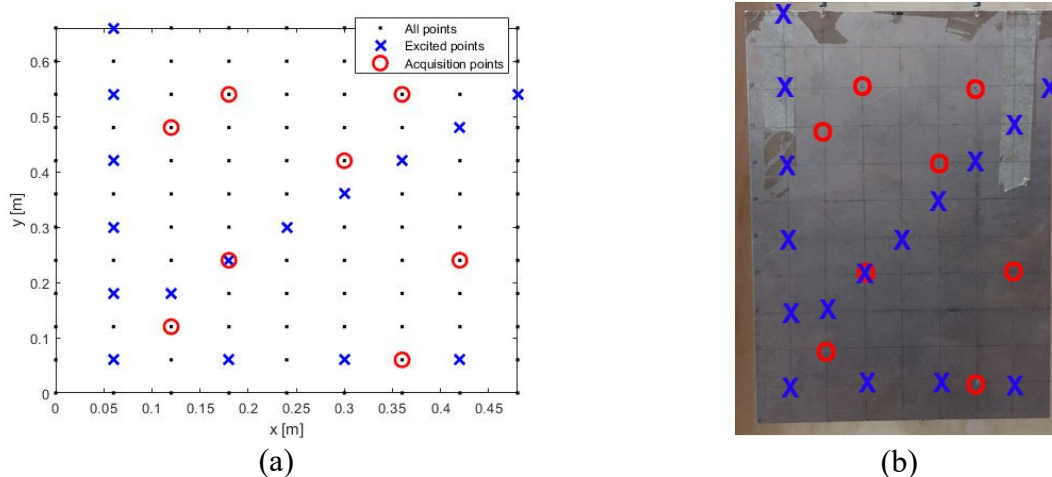 All points
Excited points
Acquisition points
0.6
0.5
0.4
0.3
0.2
0.1
0
y [m]
0 0.05 0.1 0.15 0.2 0.25 0.3 0.35 0.4 0.45
x [m]
(a)
X
X O O X
O X
X O X
X
X X
X O
X X
O
X X X O X
(b)